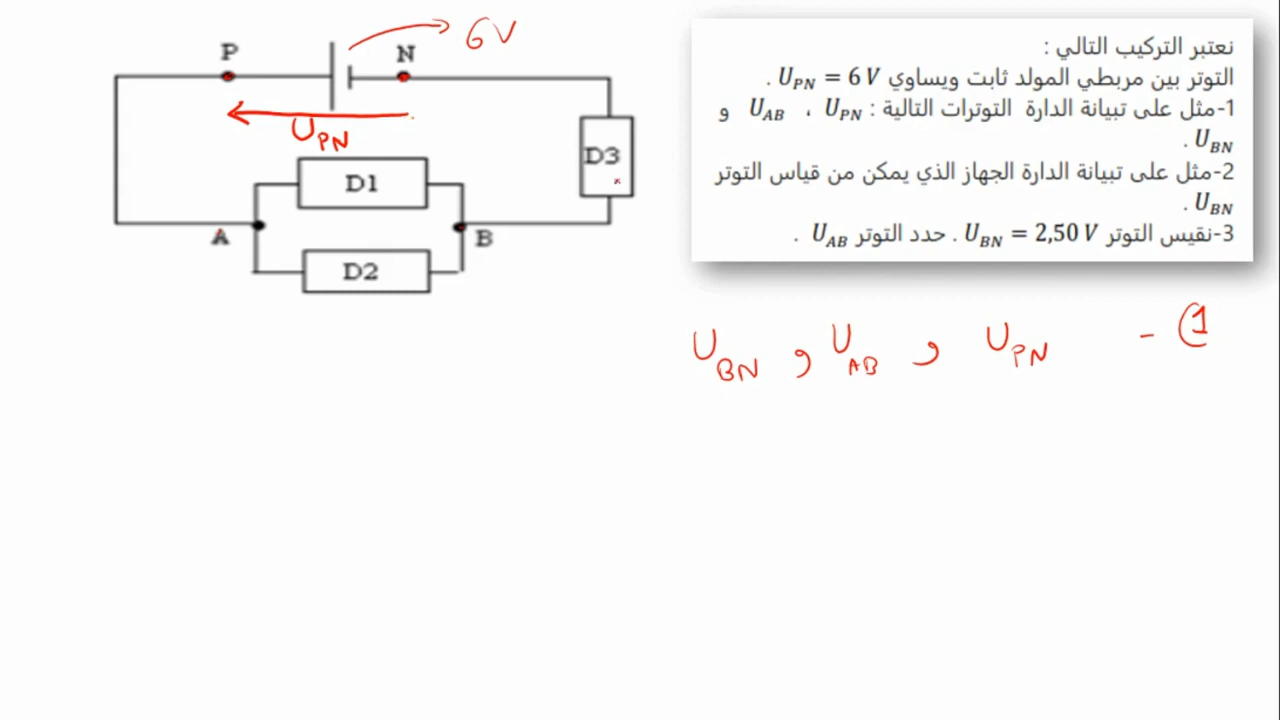 6V
P
N
U_PN
D3
D1
A
B
D2
نعتبر التركيب التالي :
التوتر بين مربطي المولد ثابت ويساوي U_PN = 6 V .
1-مثل على تبيانة الدارة التوترات التالية : U_PN ، U_AB و
U_BN .
2-مثل على تبيانة الدارة الجهاز الذي يمكن من قياس التوتر
U_BN .
3-نقيس التوتر U_BN = 2,50 V . حدد التوتر U_AB .
1) - U_PN و U_AB و U_BN